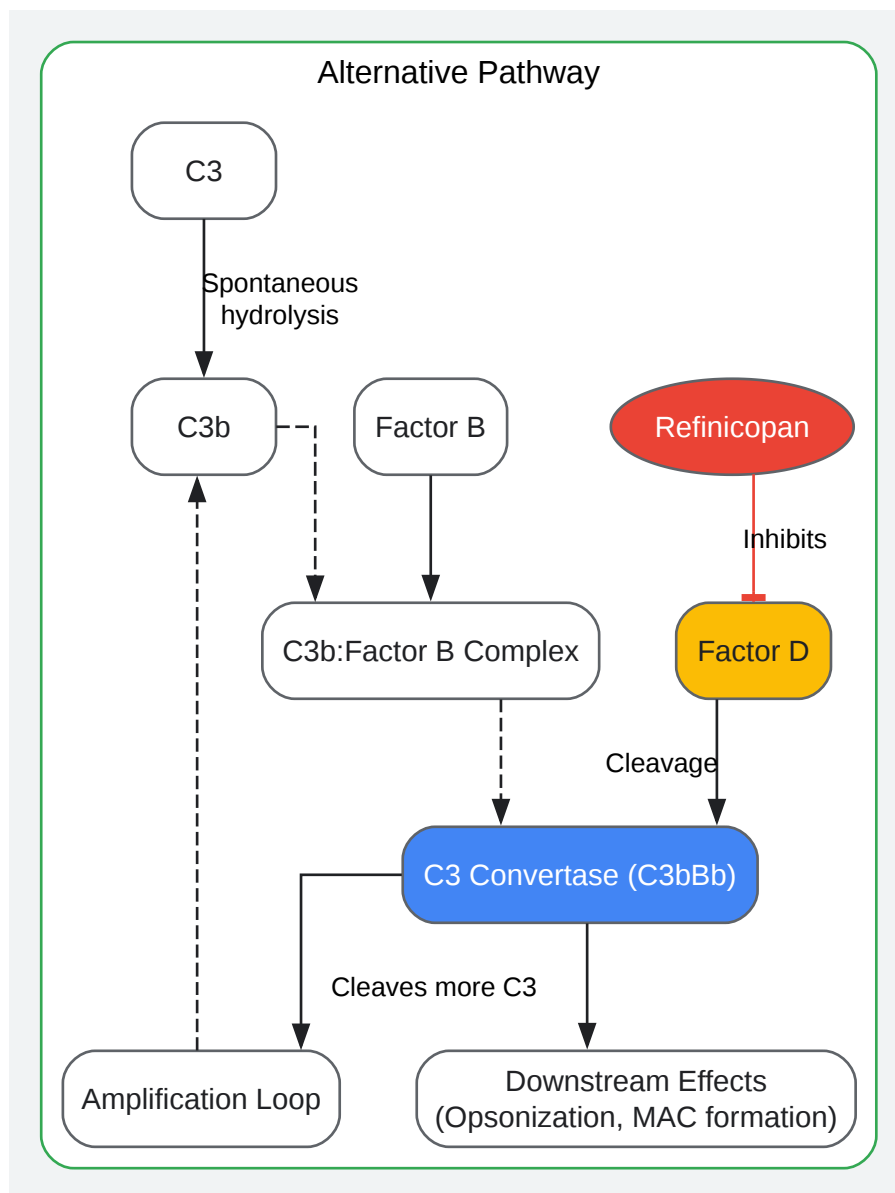 Alternative Pathway
C3
Spontaneous
hydrolysis
C3b
Factor B
Refinicopan
Inhibits
C3b:Factor B Complex
Factor D
Cleavage
C3 Convertase (C3bBb)
Cleaves more C3
Amplification Loop
Downstream Effects
(Opsonization, MAC formation)